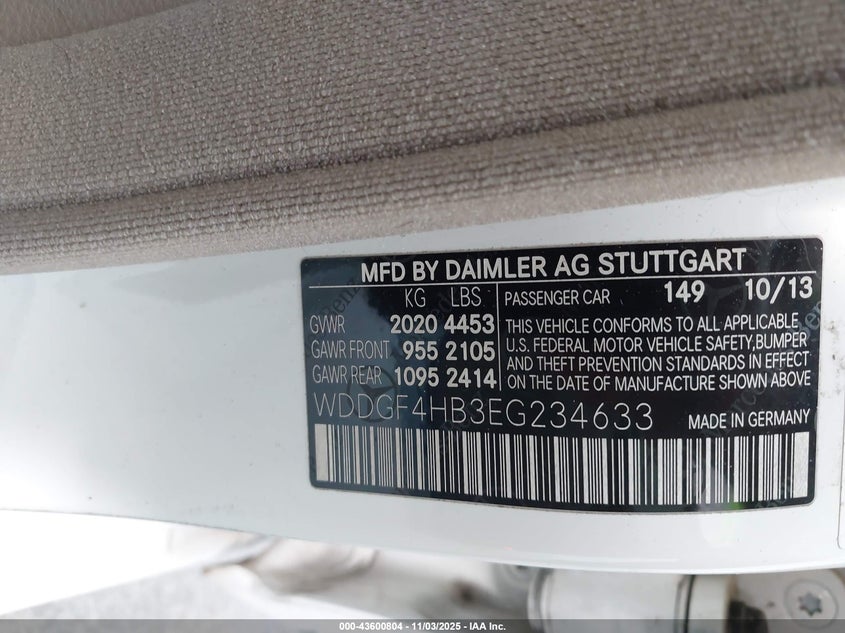 MFD BY DAIMLER AG STUTTGART
KG LBS
GVWR 2020 4453
GAWR FRONT 955 2105
GAWR REAR 1095 2414
PASSENGER CAR 149 10/13
THIS VEHICLE CONFORMS TO ALL APPLICABLE
U.S. FEDERAL MOTOR VEHICLE SAFETY,BUMPER
AND THEFT PREVENTION STANDARDS IN EFFECT
ON THE DATE OF MANUFACTURE SHOWN ABOVE
WDDGF4HB3EG234633 MADE IN GERMANY
000-43600804 - 11/03/2025 - IAA Inc.